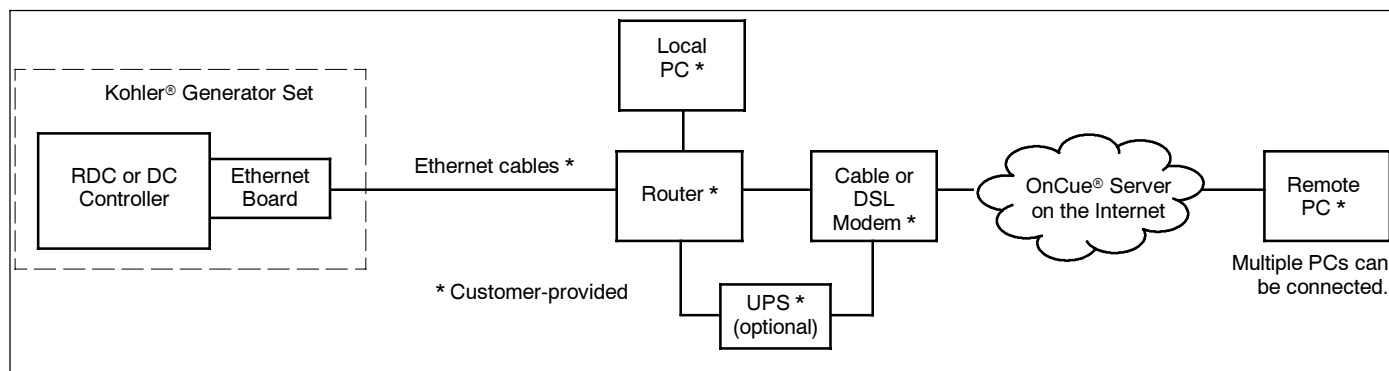 Local
PC *
Kohler® Generator Set
RDC or DC
Controller
Ethernet
Board
Ethernet cables *
Router *
Cable or
DSL
Modem *
OnCue® Server
on the Internet
Remote
PC *
Multiple PCs can
be connected.
* Customer-provided
UPS *
(optional)